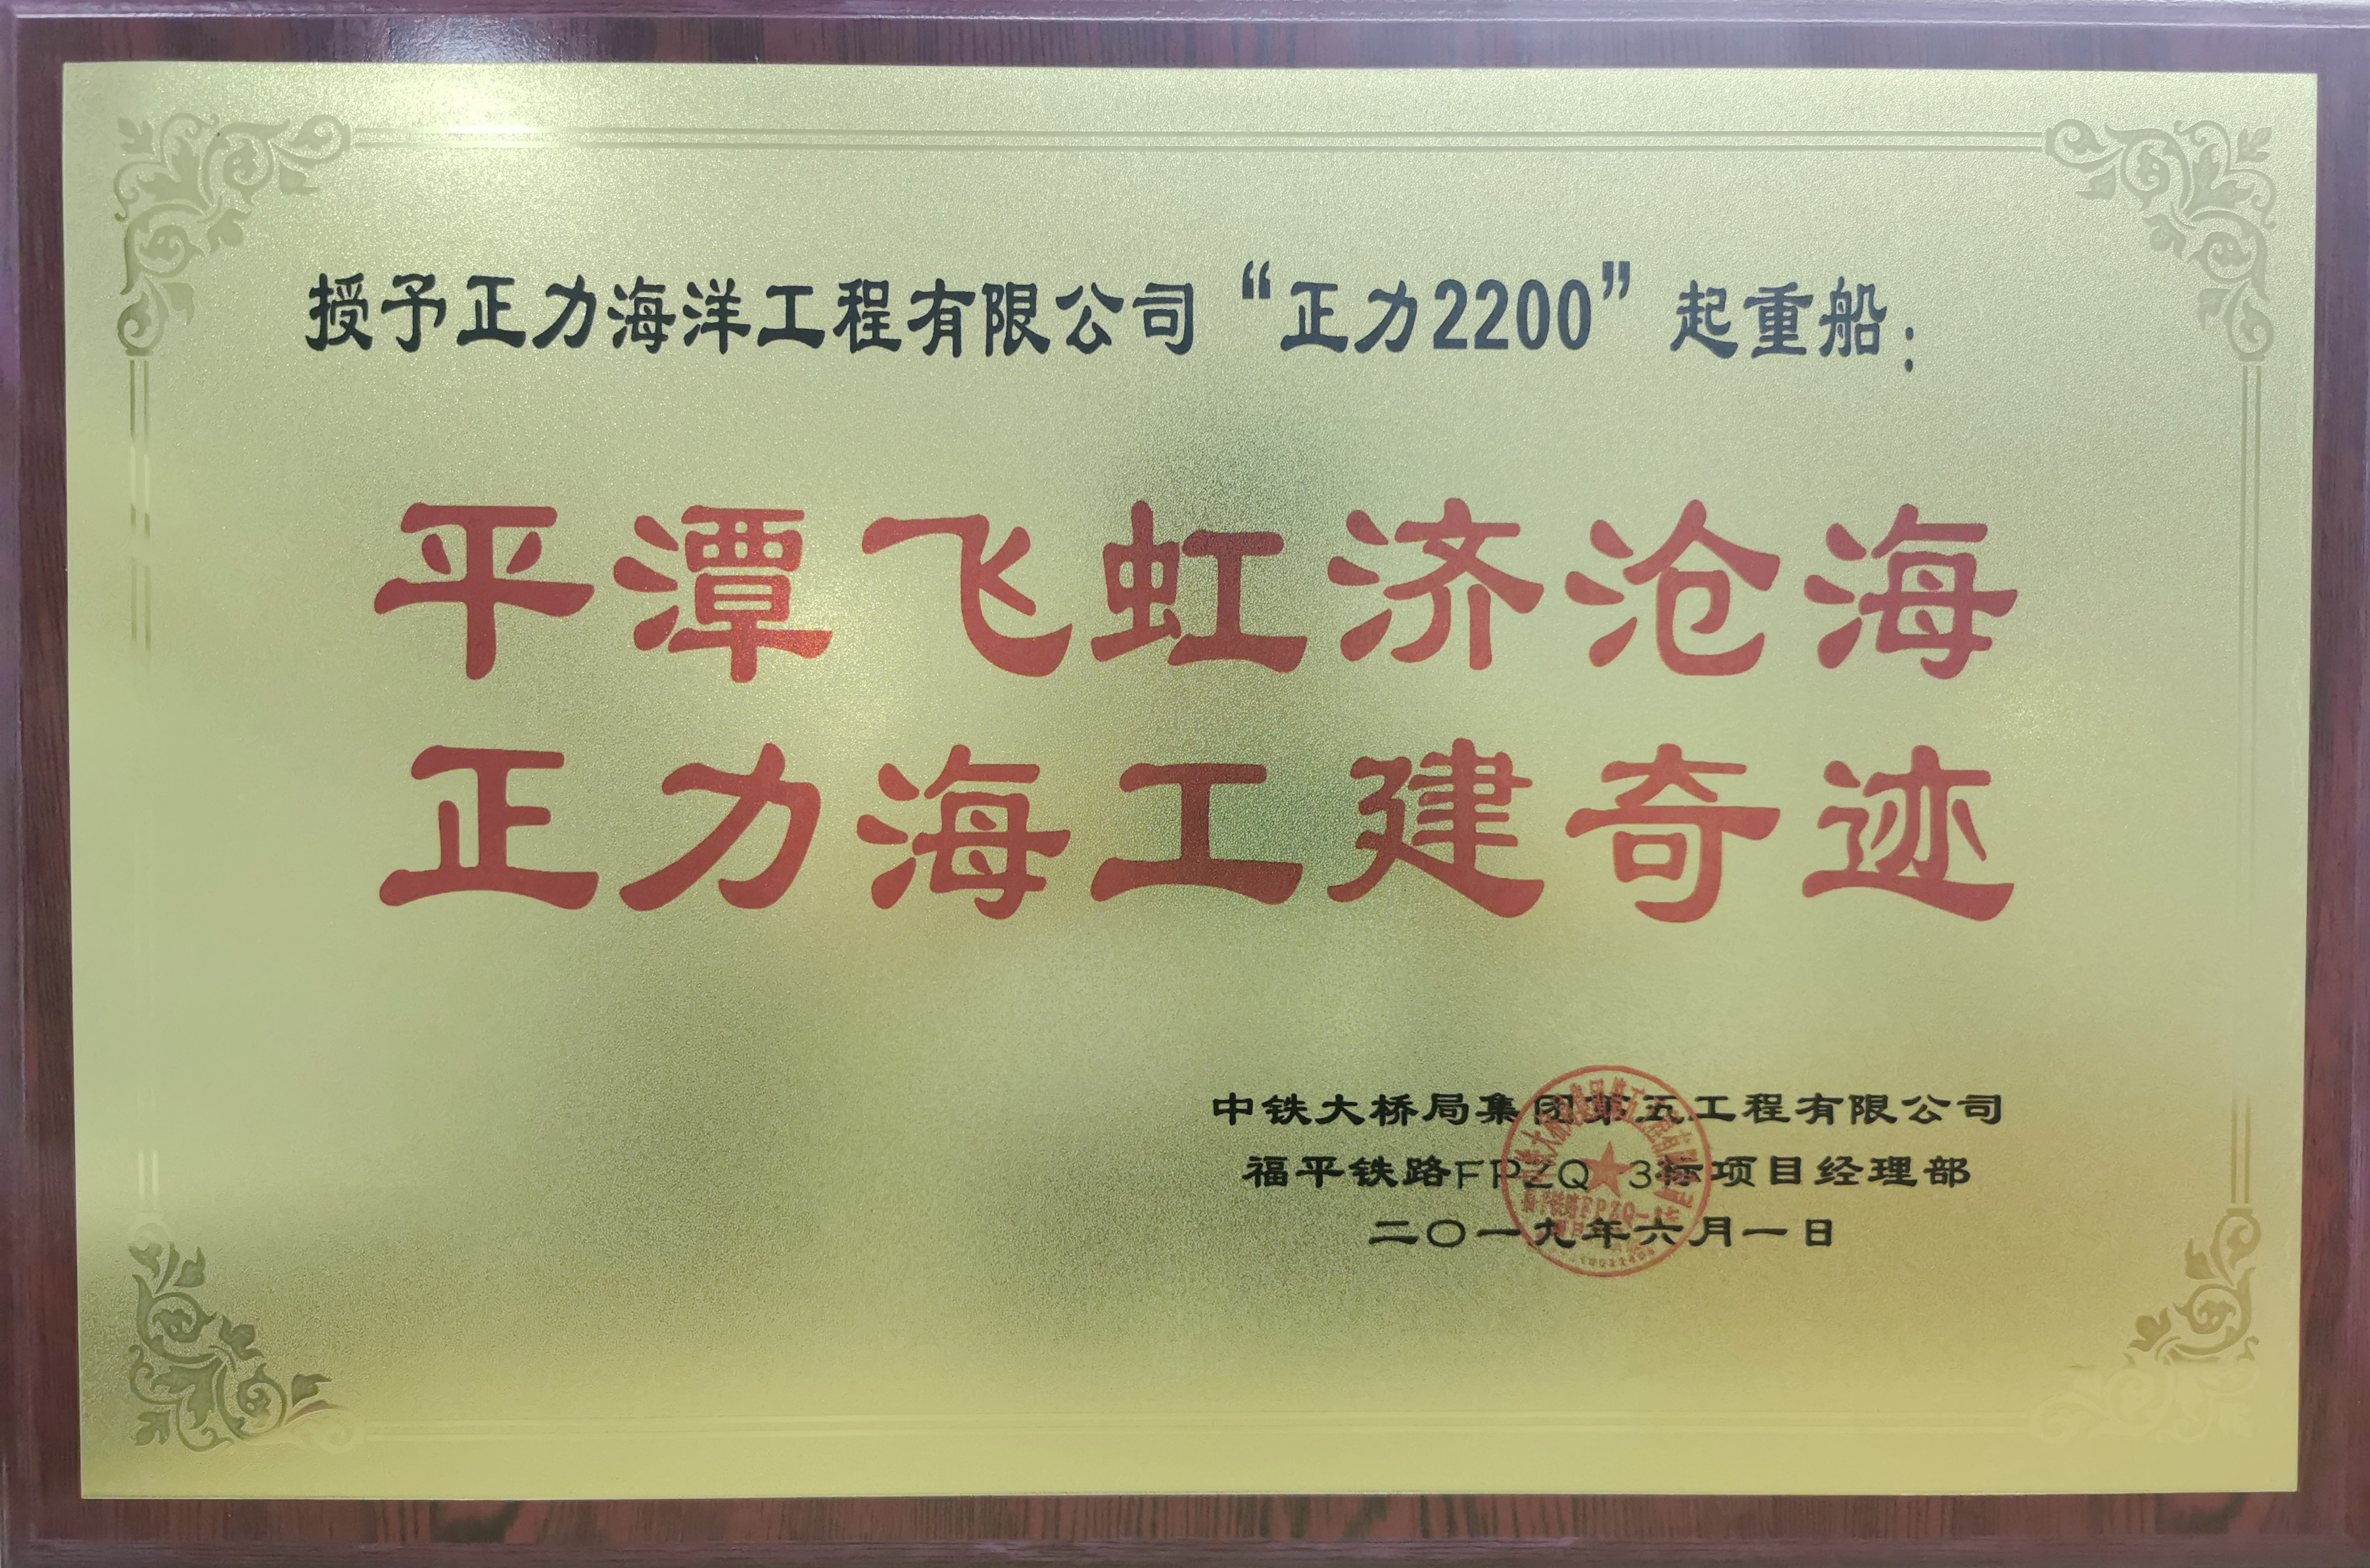 授予正力海洋工程有限公司“正力2200”起重船：
平潭飞虹济沧海
正力海工建奇迹
中铁大桥局集团第五工程有限公司
福平铁路FPZQ-3标项目经理部
二〇一九年六月一日